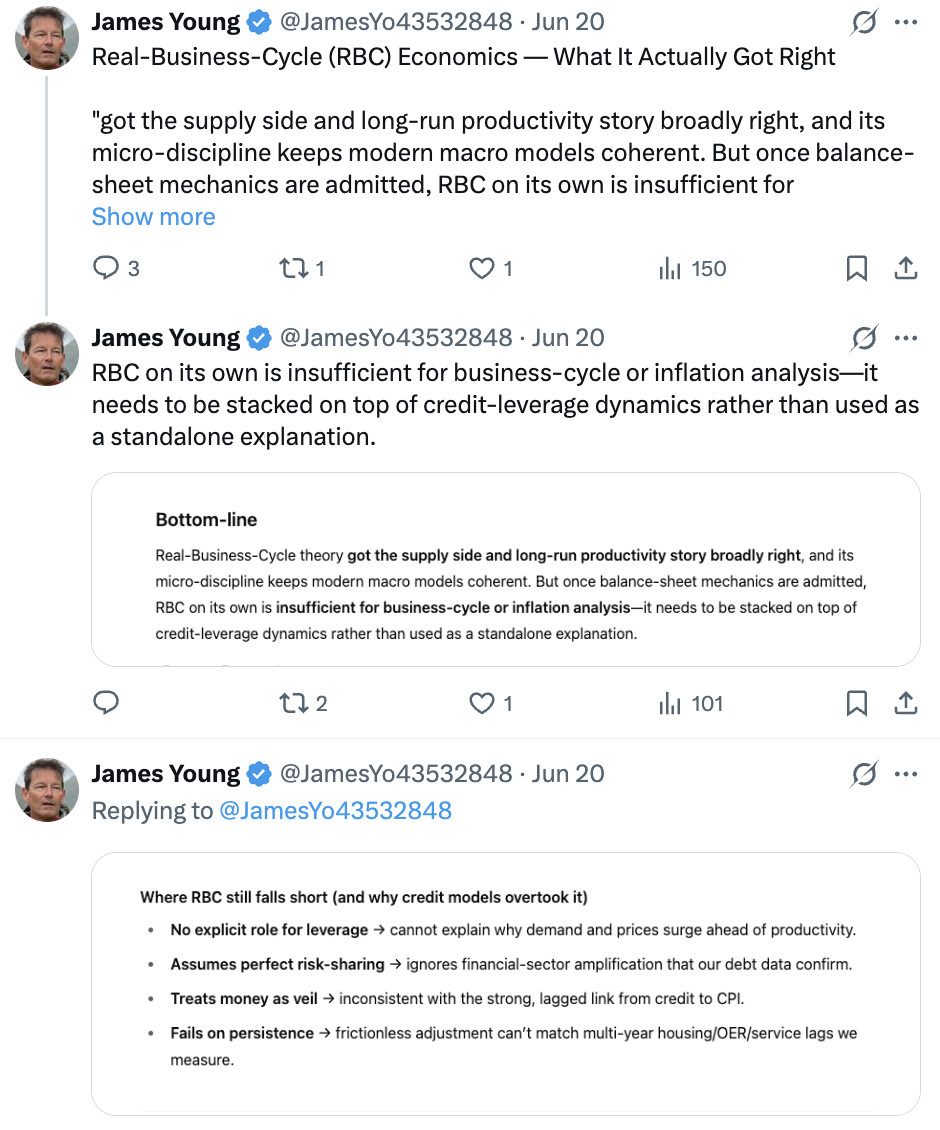 James Young @JamesYo43532848 · Jun 20
Real-Business-Cycle (RBC) Economics — What It Actually Got Right
"got the supply side and long-run productivity story broadly right, and its
micro-discipline keeps modern macro models coherent. But once balance-
sheet mechanics are admitted, RBC on its own is insufficient for
Show more
3 1 1 150
James Young @JamesYo43532848 · Jun 20
RBC on its own is insufficient for business-cycle or inflation analysis—it
needs to be stacked on top of credit-leverage dynamics rather than used as
a standalone explanation.
Bottom-line
Real-Business-Cycle theory got the supply side and long-run productivity story broadly right, and its
micro-discipline keeps modern macro models coherent. But once balance-sheet mechanics are admitted,
RBC on its own is insufficient for business-cycle or inflation analysis—it needs to be stacked on top of
credit-leverage dynamics rather than used as a standalone explanation.
2 1 101
James Young @JamesYo43532848 · Jun 20
Replying to @JamesYo43532848
Where RBC still falls short (and why credit models overtook it)
• No explicit role for leverage → cannot explain why demand and prices surge ahead of productivity.
• Assumes perfect risk-sharing → ignores financial-sector amplification that our debt data confirm.
• Treats money as veil → inconsistent with the strong, lagged link from credit to CPI.
• Fails on persistence → frictionless adjustment can't match multi-year housing/OER/service lags we
measure.